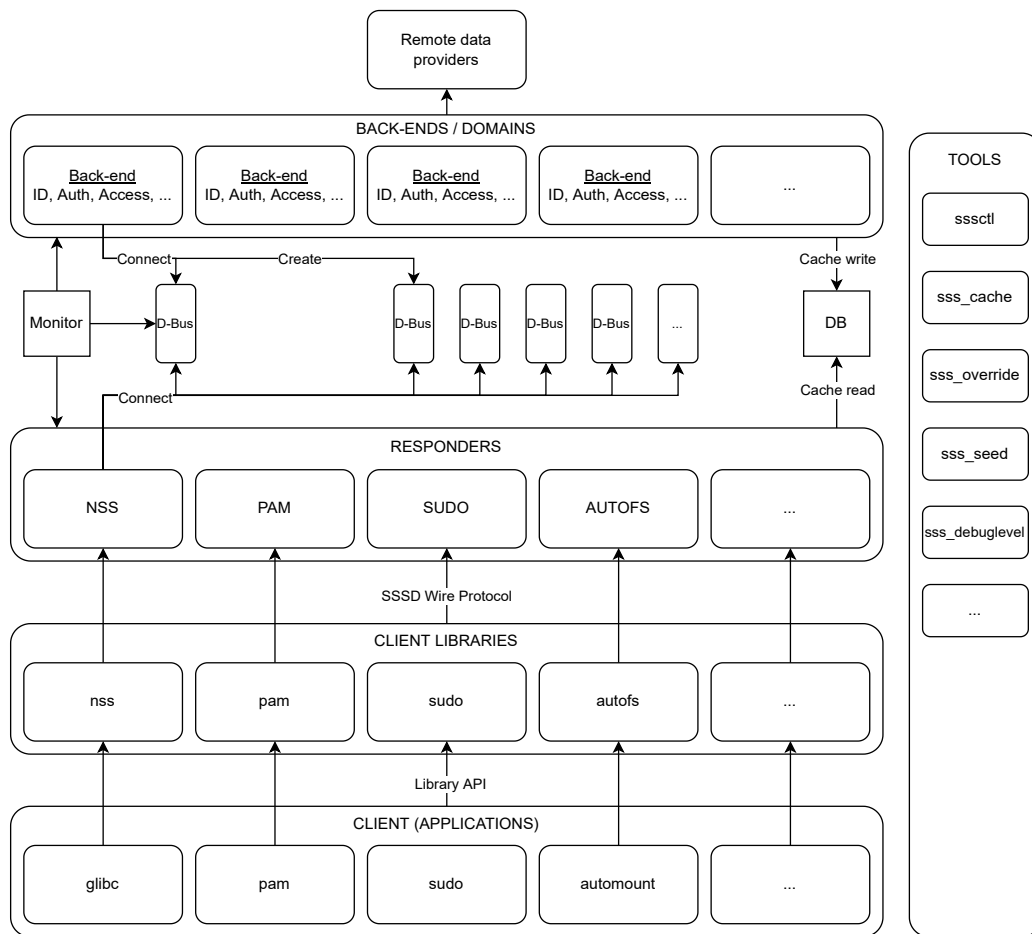 Remote data
providers
BACK-ENDS / DOMAINS
Back-end
ID, Auth, Access, ...
Back-end
ID, Auth, Access, ...
Back-end
ID, Auth, Access, ...
Back-end
ID, Auth, Access, ...
...
Connect
Create
Cache write
Monitor
D-Bus
D-Bus
D-Bus
D-Bus
D-Bus
...
DB
Connect
Cache read
RESPONDERS
NSS
PAM
SUDO
AUTOFS
...
SSSD Wire Protocol
CLIENT LIBRARIES
nss
pam
sudo
autofs
...
Library API
CLIENT (APPLICATIONS)
glibc
pam
sudo
automount
...
TOOLS
sssctl
sss_cache
sss_override
sss_seed
sss_debuglevel
...